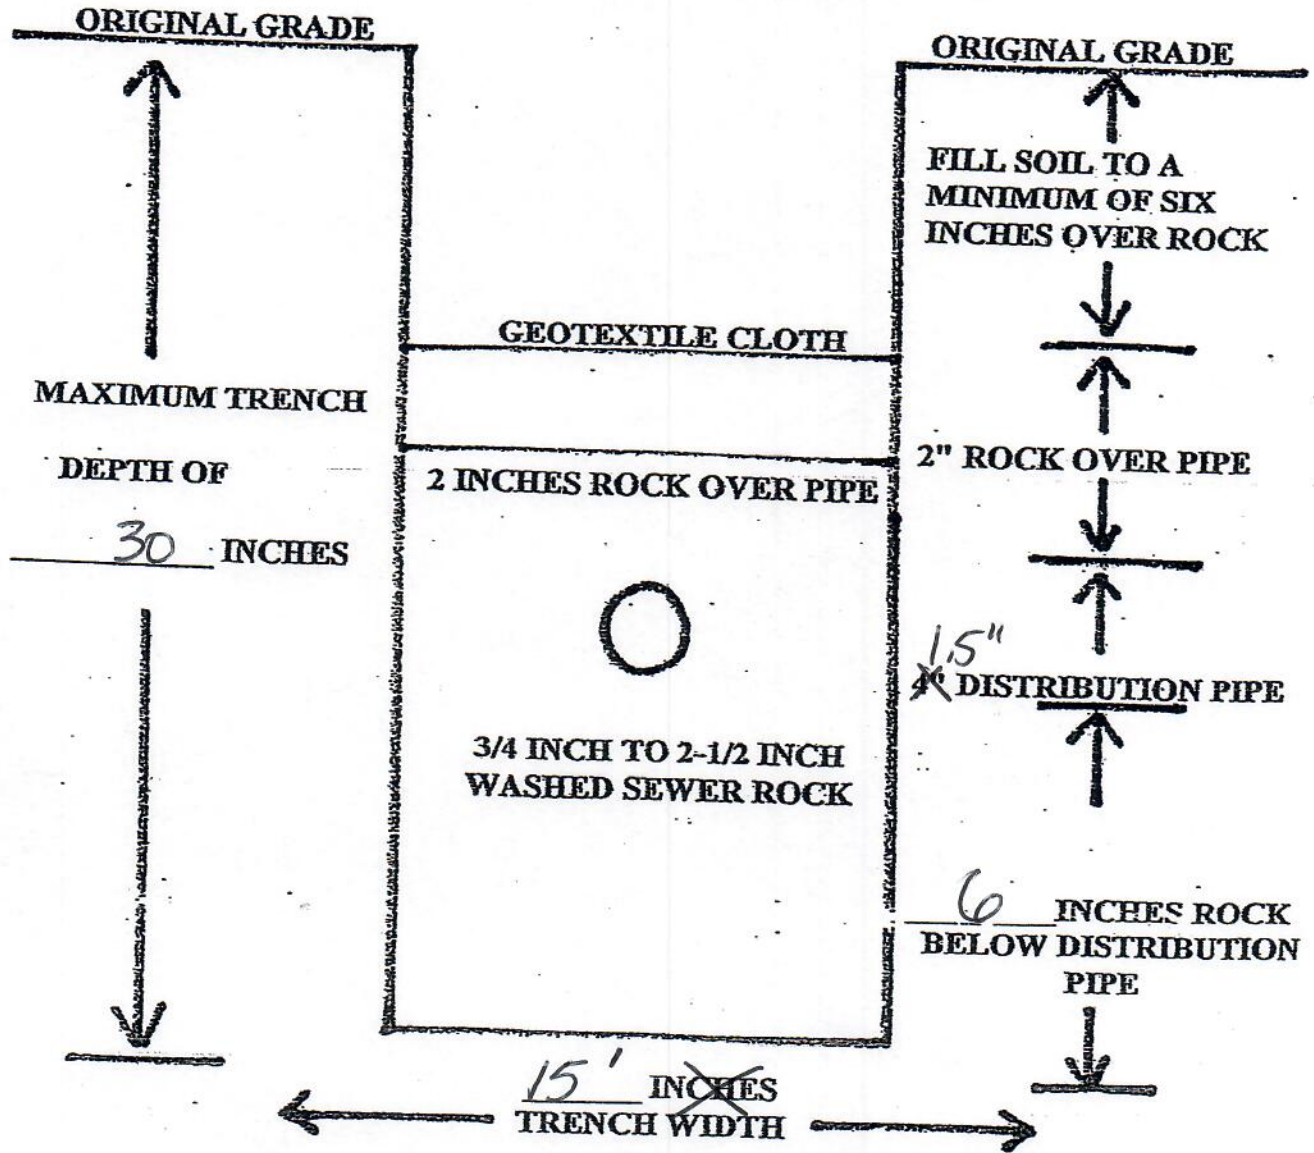 ORIGINAL GRADE
ORIGINAL GRADE
FILL SOIL TO A
MINIMUM OF SIX
INCHES OVER ROCK
GEOTEXTILE CLOTH
MAXIMUM TRENCH
DEPTH OF
30 INCHES
2 INCHES ROCK OVER PIPE
2" ROCK OVER PIPE
1.5"
4" DISTRIBUTION PIPE
3/4 INCH TO 2-1/2 INCH
WASHED SEWER ROCK
6 INCHES ROCK
BELOW DISTRIBUTION
PIPE
15' INCHES
TRENCH WIDTH